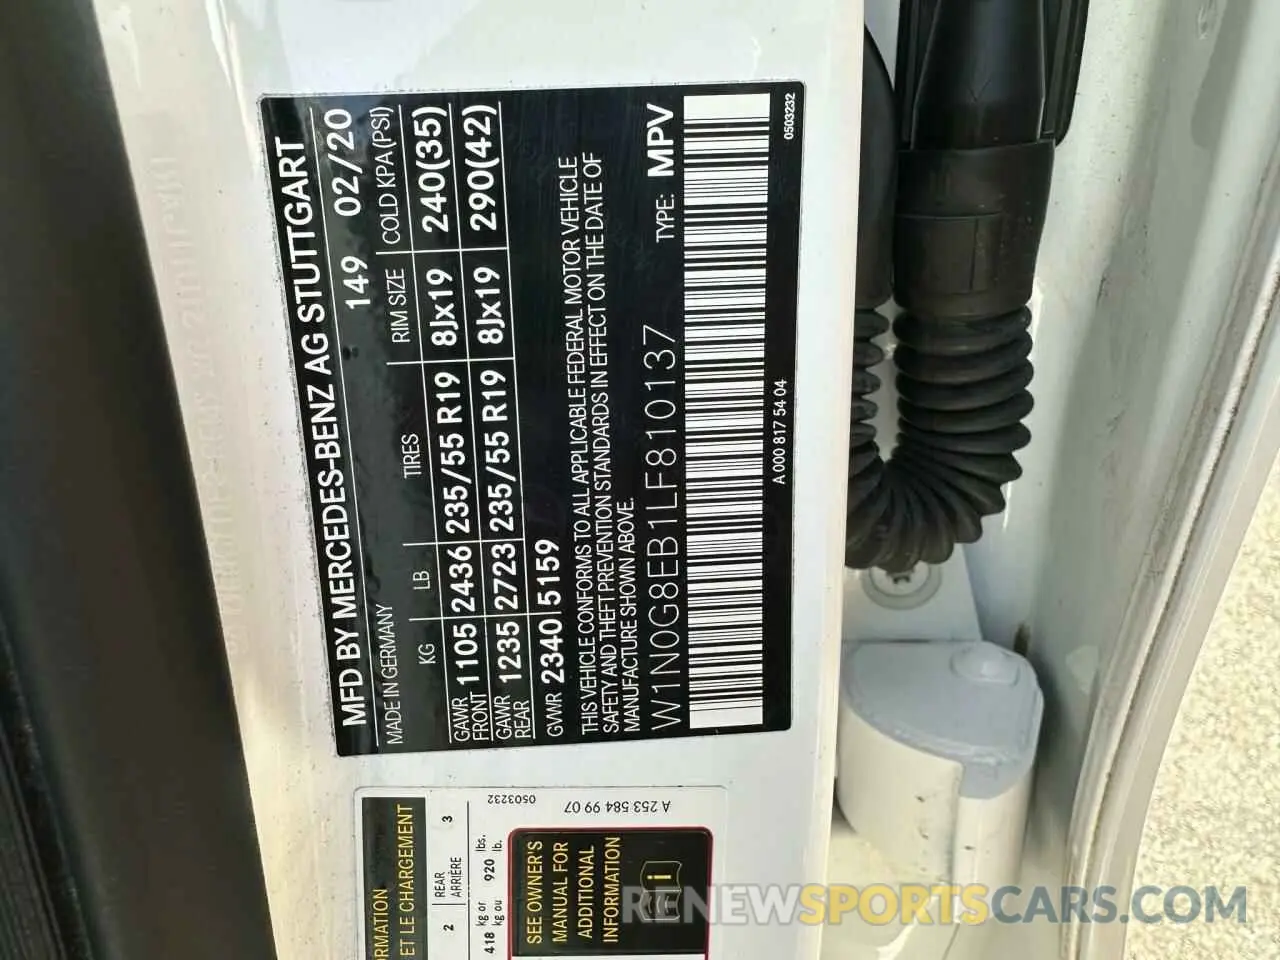 MFD BY MERCEDES-BENZ AG STUTTGART
MADE IN GERMANY 149 02/20
KG LB TIRES RIM SIZE COLD KPA(PSI)
GAWR FRONT 1105 2436 235/55 R19 8Jx19 240(35)
GAWR REAR 1235 2723 235/55 R19 8Jx19 290(42)
GVWR 2340 5159
THIS VEHICLE CONFORMS TO ALL APPLICABLE FEDERAL MOTOR VEHICLE
SAFETY AND THEFT PREVENTION STANDARDS IN EFFECT ON THE DATE OF
MANUFACTURE SHOWN ABOVE.
W1N0G8EB1LF810137 TYPE: MPV
A 000 817 54 04 0503232
ET LE CHARGEMENT
2 REAR ARRIÈRE 3
418 kg or kg ou 920 lbs. lb.
0503232
A 253 584 99 07
SEE OWNER'S
MANUAL FOR
ADDITIONAL
INFORMATION
i
RENEWSPORTSCARS.COM